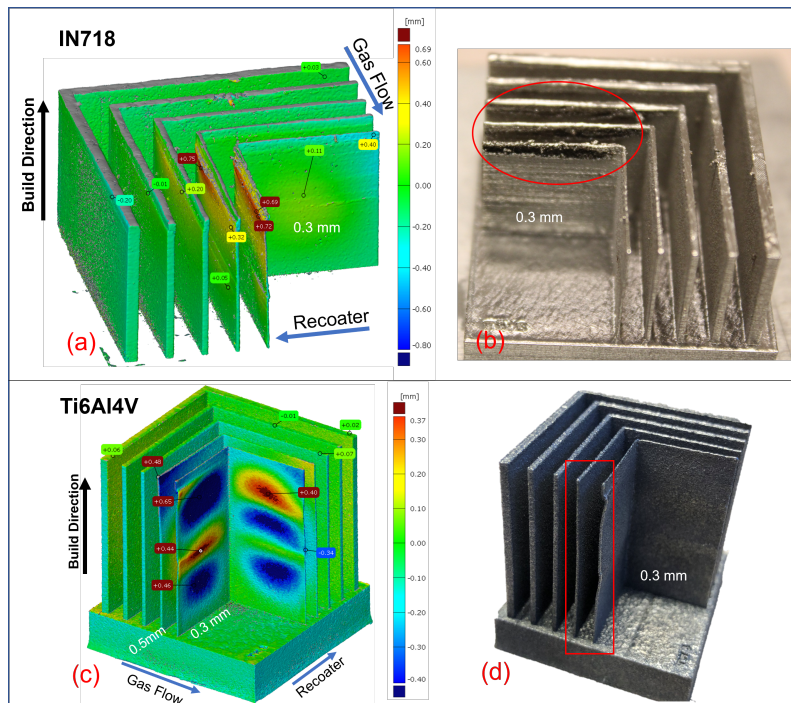 IN718
Build Direction
Gas Flow
+0.03
+0.75
-0.20
-0.01
+0.20
+0.11
+0.40
+0.69
+0.72
+0.32
+0.05
0.3 mm
Recoater
(a)
[mm]
0.69
0.60
0.40
0.20
0.00
-0.20
-0.40
-0.60
-0.80
0.3 mm
(b)
Ti6Al4V
Build Direction
+0.06
-0.01
+0.02
+0.07
+0.48
+0.65
+0.40
+0.44
-0.34
+0.46
0.5mm
0.3 mm
(c)
Gas Flow
Recoater
[mm]
0.37
0.30
0.20
0.10
0.00
-0.10
-0.20
-0.30
-0.40
0.3 mm
(d)